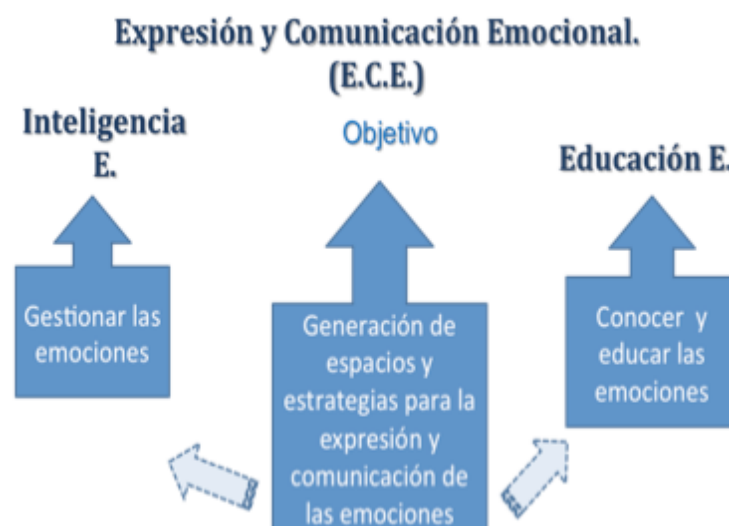 Expresión y Comunicación Emocional.
(E.C.E.)
Inteligencia
E.
Objetivo
Educación E.
Gestionar las
emociones
Generación de
espacios y
estrategias para la
expresión y
comunicación de
las emociones
Conocer y
educar las
emociones